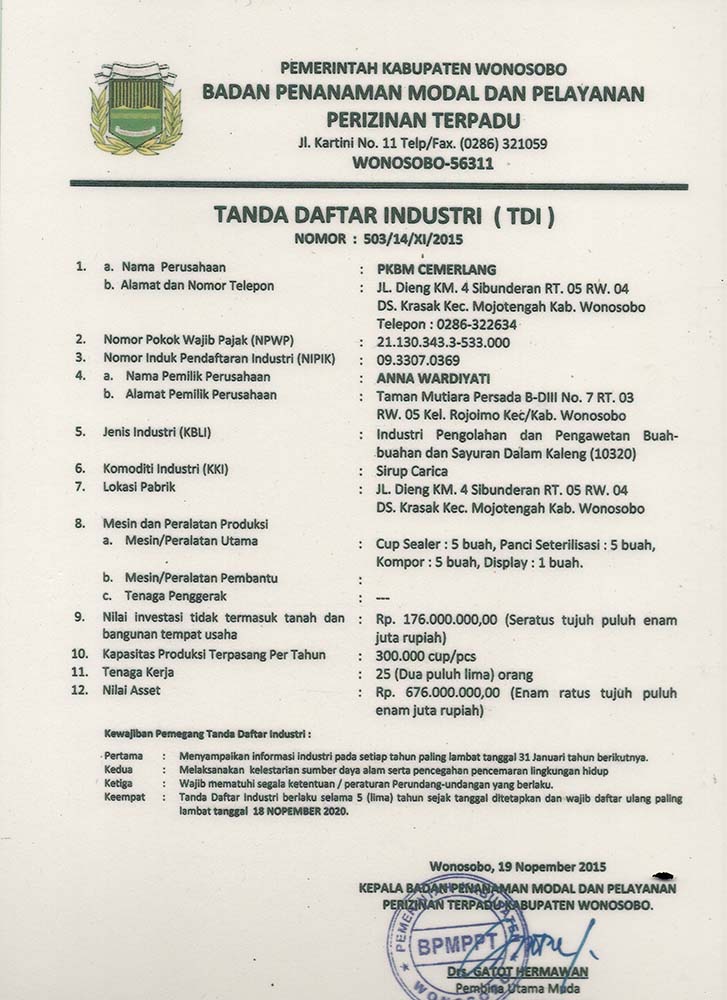 PEMERINTAH KABUPATEN WONOSOBO
BADAN PENANAMAN MODAL DAN PELAYANAN
PERIZINAN TERPADU
Jl. Kartini No. 11 Telp/Fax. (0286) 321059
WONOSOBO-56311
TANDA DAFTAR INDUSTRI ( TDI )
NOMOR : 503/14/XI/2015
1. a. Nama Perusahaan : PKBM CEMERLANG
b. Alamat dan Nomor Telepon : JL. Dieng KM. 4 Sibunderan RT. 05 RW. 04
DS. Krasak Kec. Mojotengah Kab. Wonosobo
Telepon : 0286-322634
2. Nomor Pokok Wajib Pajak (NPWP) : 21.130.343.3-533.000
3. Nomor Induk Pendaftaran Industri (NIPIK) : 09.3307.0369
4. a. Nama Pemilik Perusahaan : ANNA WARDIYATI
b. Alamat Pemilik Perusahaan : Taman Mutiara Persada B-DIII No. 7 RT. 03
RW. 05 Kel. Rojoimo Kec/Kab. Wonosobo
5. Jenis Industri (KBLI) : Industri Pengolahan dan Pengawetan Buah-
buahan dan Sayuran Dalam Kaleng (10320)
6. Komoditi Industri (KKI) : Sirup Carica
7. Lokasi Pabrik : JL. Dieng KM. 4 Sibunderan RT. 05 RW. 04
DS. Krasak Kec. Mojotengah Kab. Wonosobo
8. Mesin dan Peralatan Produksi
a. Mesin/Peralatan Utama : Cup Sealer : 5 buah, Panci Seterilisasi : 5 buah,
Kompor : 5 buah, Display : 1 buah.
b. Mesin/Peralatan Pembantu :
c. Tenaga Penggerak : ---
9. Nilai investasi tidak termasuk tanah dan : Rp. 176.000.000,00 (Seratus tujuh puluh enam
bangunan tempat usaha juta rupiah)
10. Kapasitas Produksi Terpasang Per Tahun : 300.000 cup/pcs
11. Tenaga Kerja : 25 (Dua puluh lima) orang
12. Nilai Asset : Rp. 676.000.000,00 (Enam ratus tujuh puluh
enam juta rupiah)
Kewajiban Pemegang Tanda Daftar Industri :
Pertama : Menyampaikan informasi industri pada setiap tahun paling lambat tanggal 31 Januari tahun berikutnya.
Kedua : Melaksanakan kelestarian sumber daya alam serta pencegahan pencemaran lingkungan hidup
Ketiga : Wajib mematuhi segala ketentuan / peraturan Perundang-undangan yang berlaku.
Keempat : Tanda Daftar Industri berlaku selama 5 (lima) tahun sejak tanggal ditetapkan dan wajib daftar ulang paling
lambat tanggal 18 NOPEMBER 2020.
Wonosobo, 19 Nopember 2015
KEPALA BADAN PENANAMAN MODAL DAN PELAYANAN
PERIZINAN TERPADU KABUPATEN WONOSOBO.
BPMPPT
Drs. GATOT HERMAWAN
Pembina Utama Muda